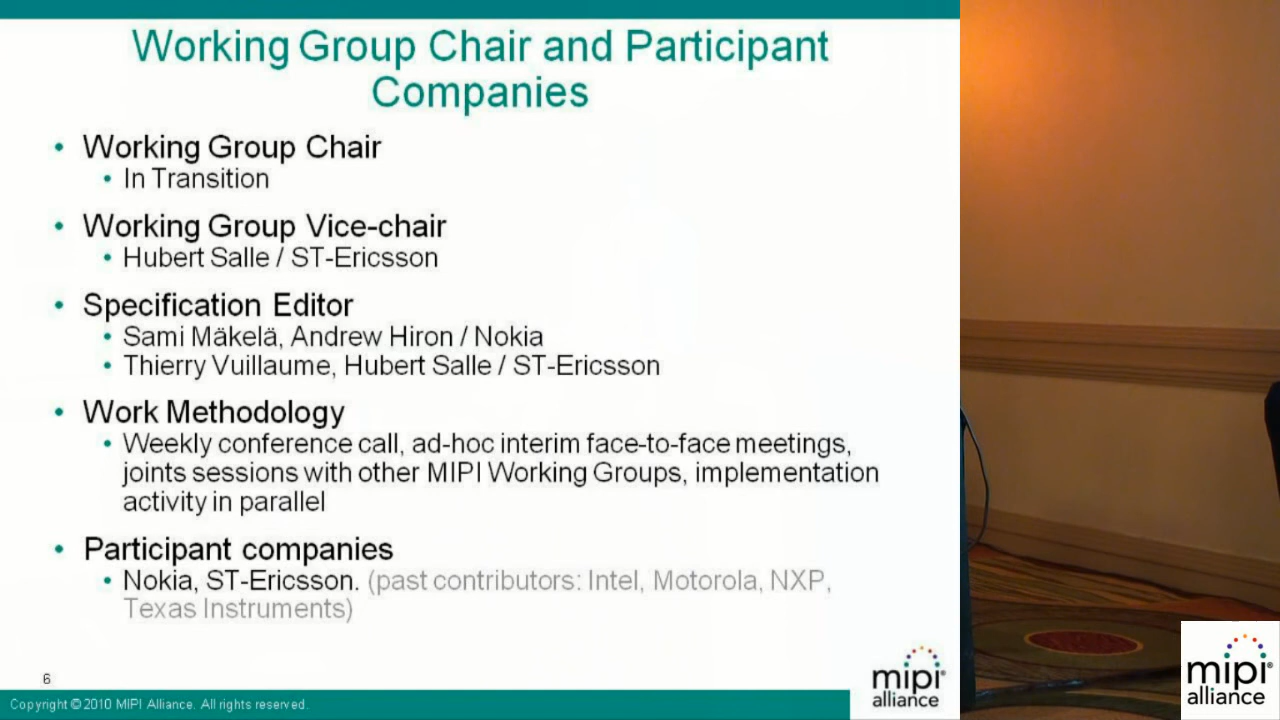 Working Group Chair and Participant
Companies
• Working Group Chair
• In Transition
• Working Group Vice-chair
• Hubert Salle / ST-Ericsson
• Specification Editor
• Sami Mäkelä, Andrew Hiron / Nokia
• Thierry Vuillaume, Hubert Salle / ST-Ericsson
• Work Methodology
• Weekly conference call, ad-hoc interim face-to-face meetings,
joints sessions with other MIPI Working Groups, implementation
activity in parallel
• Participant companies
• Nokia, ST-Ericsson. (past contributors: Intel, Motorola, NXP,
Texas Instruments)
6
Copyright © 2010 MIPI Alliance. All rights reserved.
mipi®
alliance
mipi®
alliance